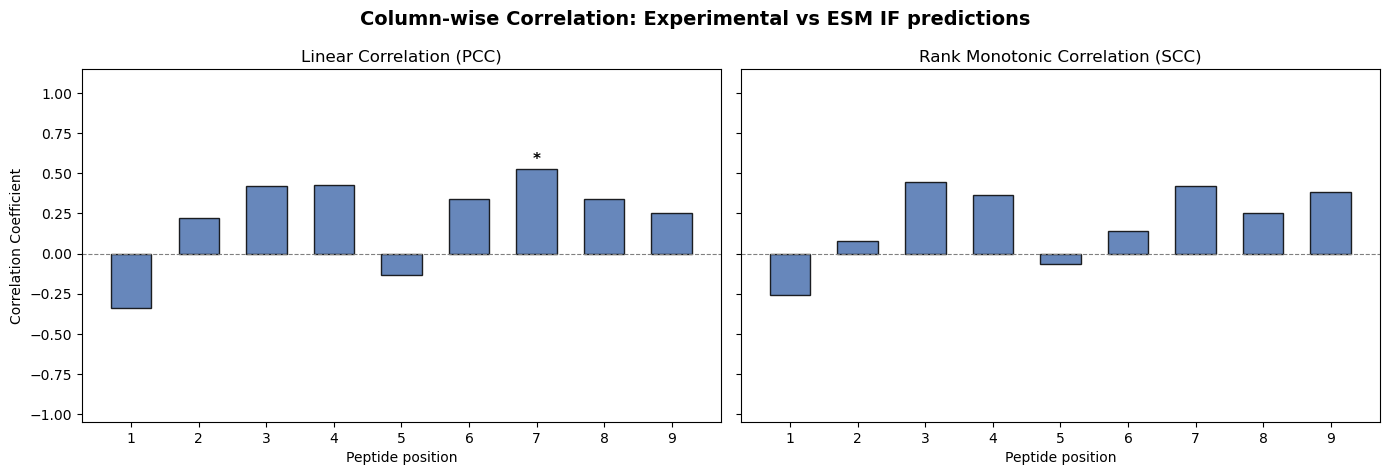 Column-wise Correlation: Experimental vs ESM IF predictions
Linear Correlation (PCC)
Rank Monotonic Correlation (SCC)
Correlation Coefficient
1.00
0.75
0.50
0.25
0.00
−0.25
−0.50
−0.75
−1.00
*
1 2 3 4 5 6 7 8 9
Peptide position
1 2 3 4 5 6 7 8 9
Peptide position